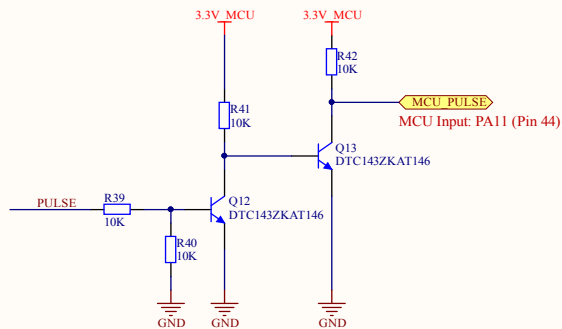 3.3V_MCU
3.3V_MCU
R42
10K
R41
10K
MCU_PULSE
MCU Input: PA11 (Pin 44)
Q13
DTC143ZKAT146
PULSE
R39
10K
Q12
DTC143ZKAT146
R40
10K
GND
GND
GND